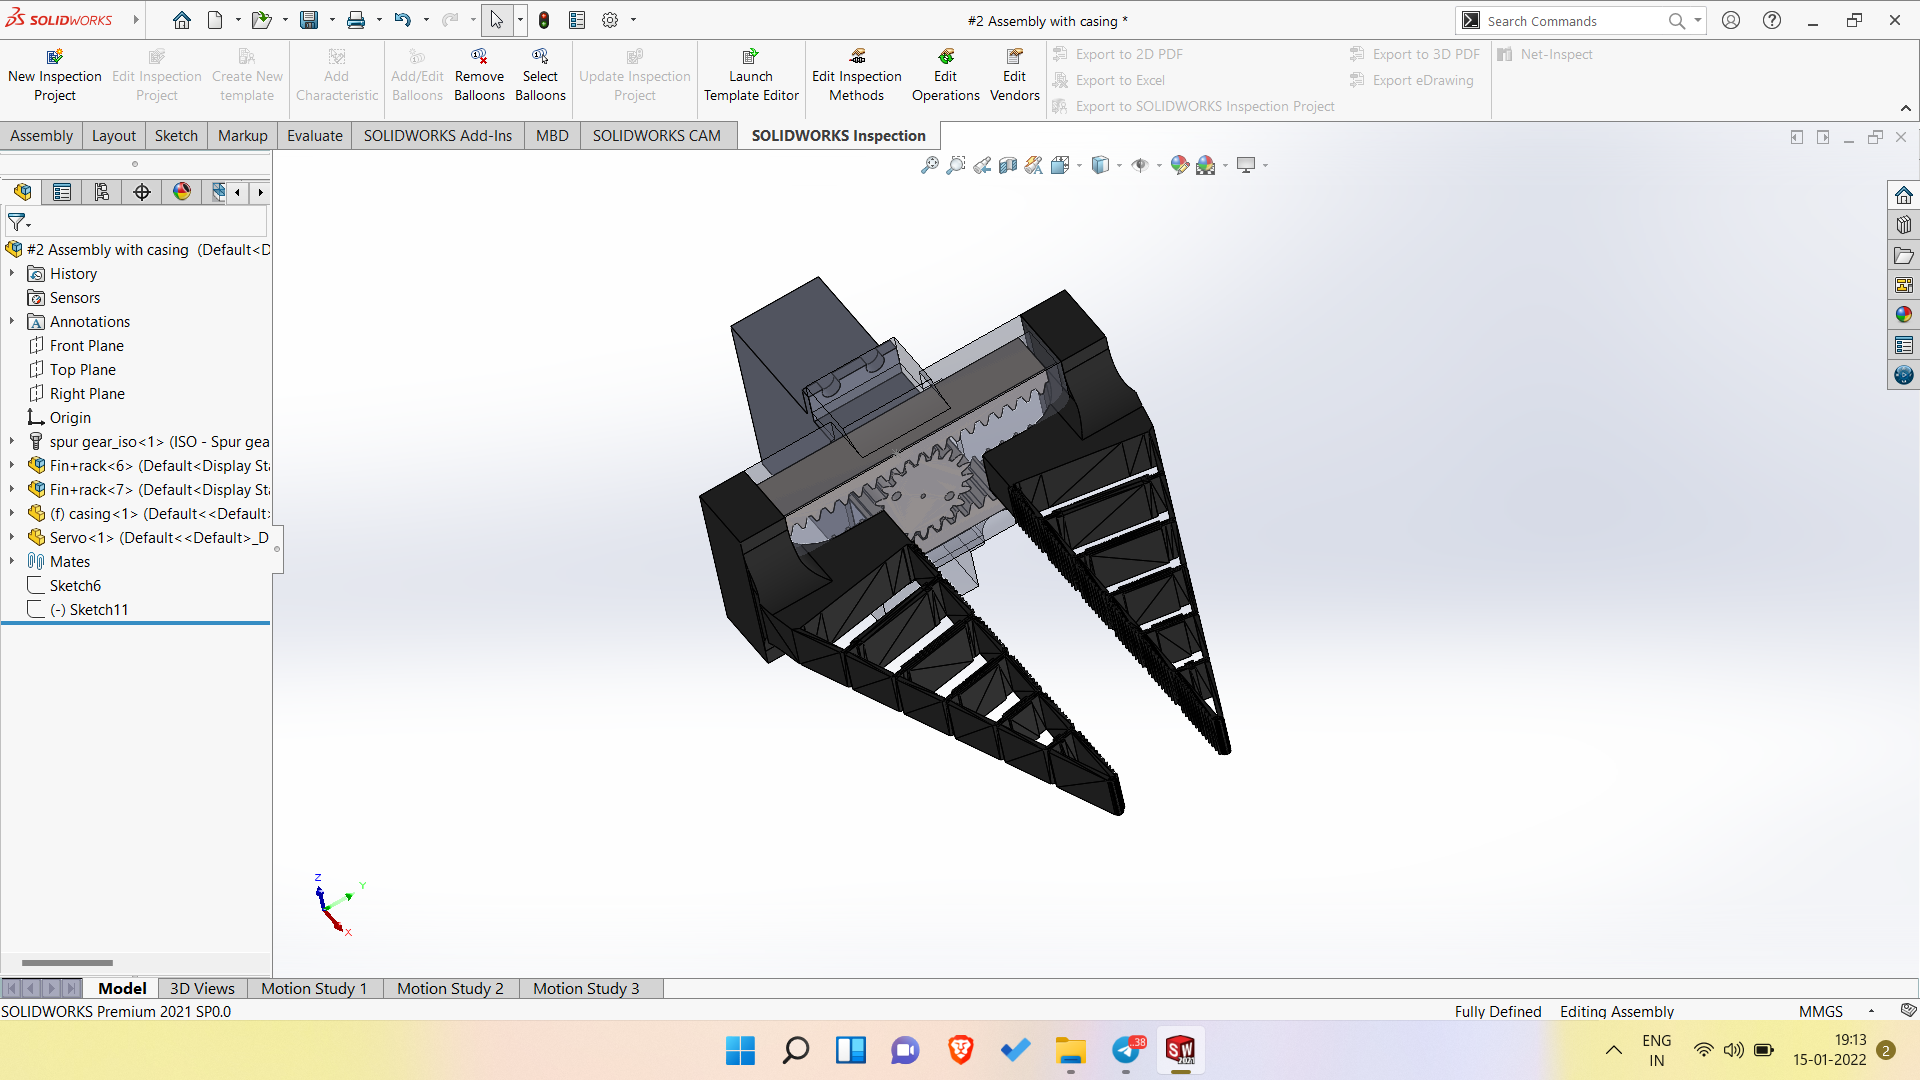 SOLIDWORKS
#2 Assembly with casing *
Search Commands
New Inspection Project
Edit Inspection Project
Create New template
Add Characteristic
Add/Edit Balloons
Remove Balloons
Select Balloons
Update Inspection Project
Launch Template Editor
Edit Inspection Methods
Edit Operations
Edit Vendors
Export to 2D PDF
Export to Excel
Export to SOLIDWORKS Inspection Project
Export to 3D PDF
Export eDrawing
Net-Inspect
Assembly
Layout
Sketch
Markup
Evaluate
SOLIDWORKS Add-Ins
MBD
SOLIDWORKS CAM
SOLIDWORKS Inspection
#2 Assembly with casing (Default<D
History
Sensors
Annotations
Front Plane
Top Plane
Right Plane
Origin
spur gear_iso<1> (ISO - Spur gea
Fin+rack<6> (Default<Display Sta
Fin+rack<7> (Default<Display Sta
(f) casing<1> (Default<<Default>
Servo<1> (Default<<Default>_D
Mates
Sketch6
(-) Sketch11
Z
Y
X
Model
3D Views
Motion Study 1
Motion Study 2
Motion Study 3
SOLIDWORKS Premium 2021 SP0.0
Fully Defined
Editing Assembly
MMGS
..38
SW
2021
ENG
IN
19:13
15-01-2022
2